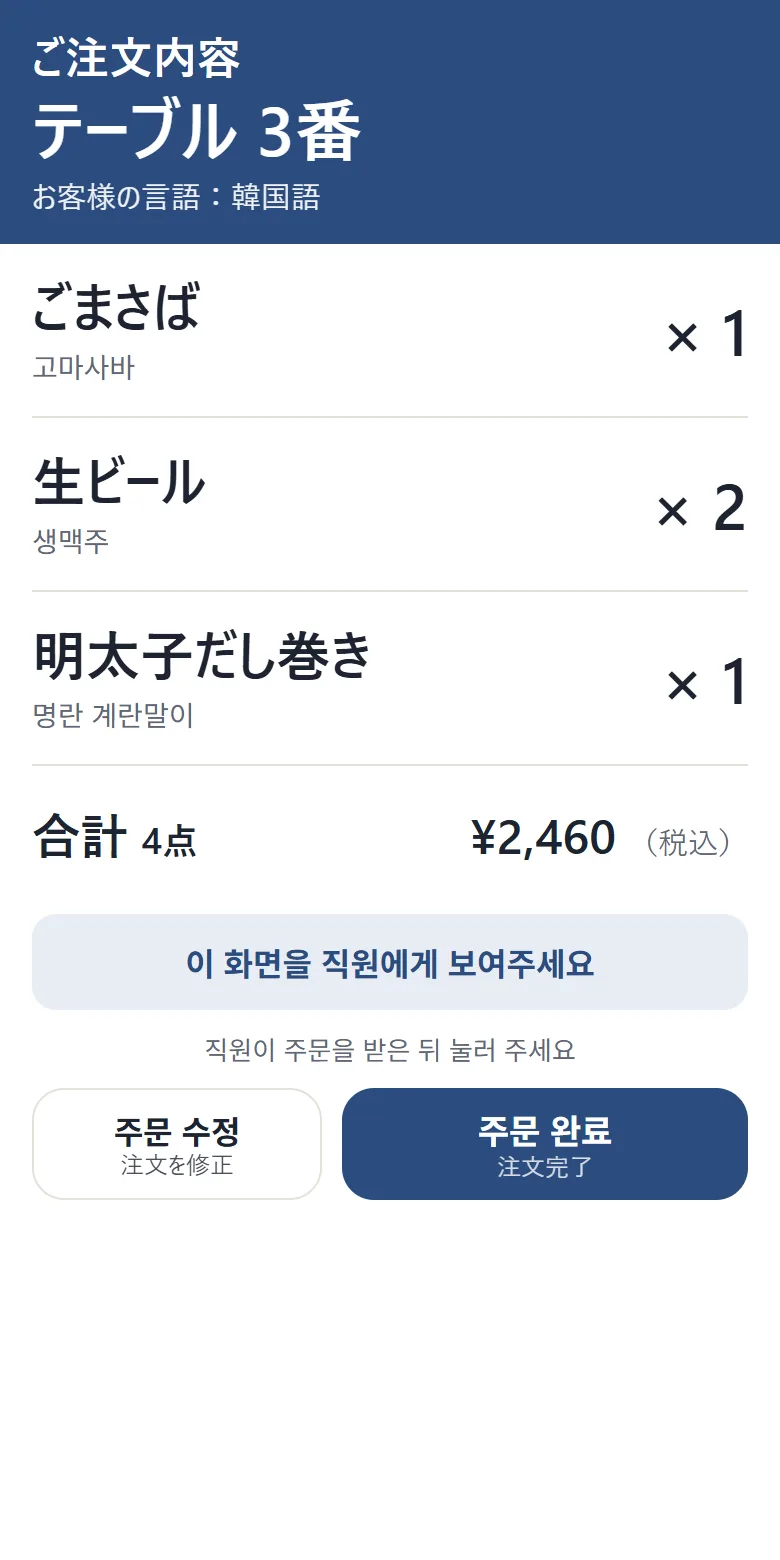 ご注文内容
テーブル 3番
お客様の言語：韓国語
ごまさば
고마사바
× 1
生ビール
생맥주
× 2
明太子だし巻き
명란 계란말이
× 1
合計 4点 ¥2,460 （税込）
이 화면을 직원에게 보여주세요
직원이 주문을 받은 뒤 눌러 주세요
주문 수정
注文を修正
주문 완료
注文完了